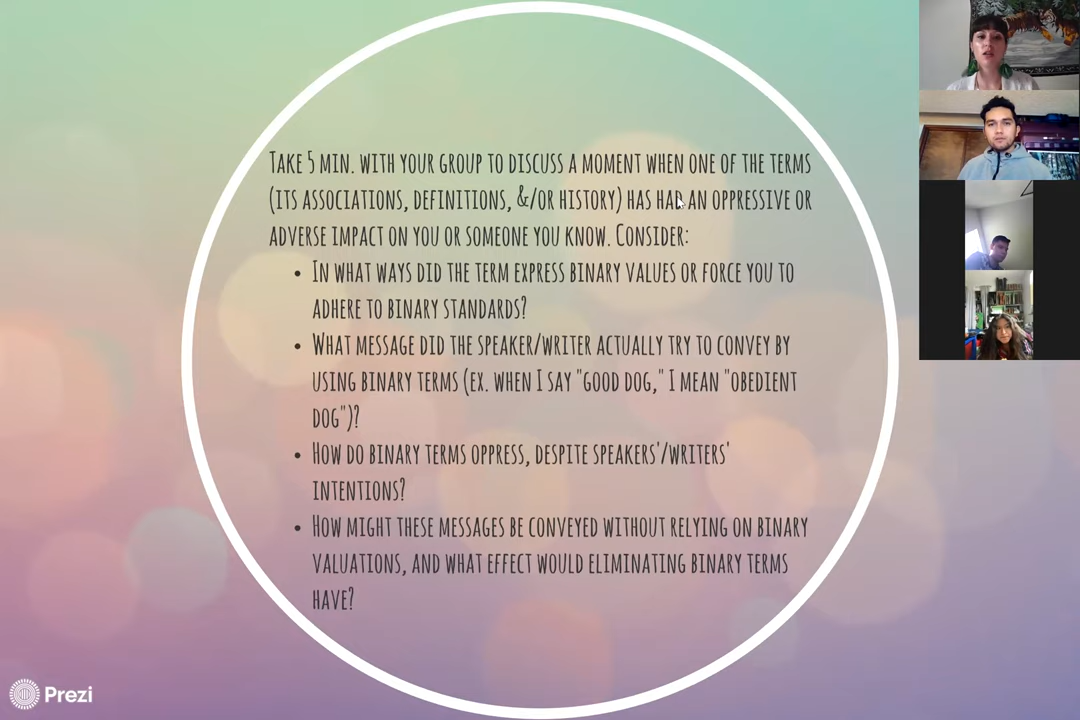 Take 5 min. with your group to discuss a moment when one of the terms
(its associations, definitions, &/or history) has had an oppressive or
adverse impact on you or someone you know. Consider:
• In what ways did the term express binary values or force you to
adhere to binary standards?
• What message did the speaker/writer actually try to convey by
using binary terms (ex. when I say "good dog," I mean "obedient
dog")?
• How do binary terms oppress, despite speakers'/writers'
intentions?
• How might these messages be conveyed without relying on binary
valuations, and what effect would eliminating binary terms
have?
Prezi